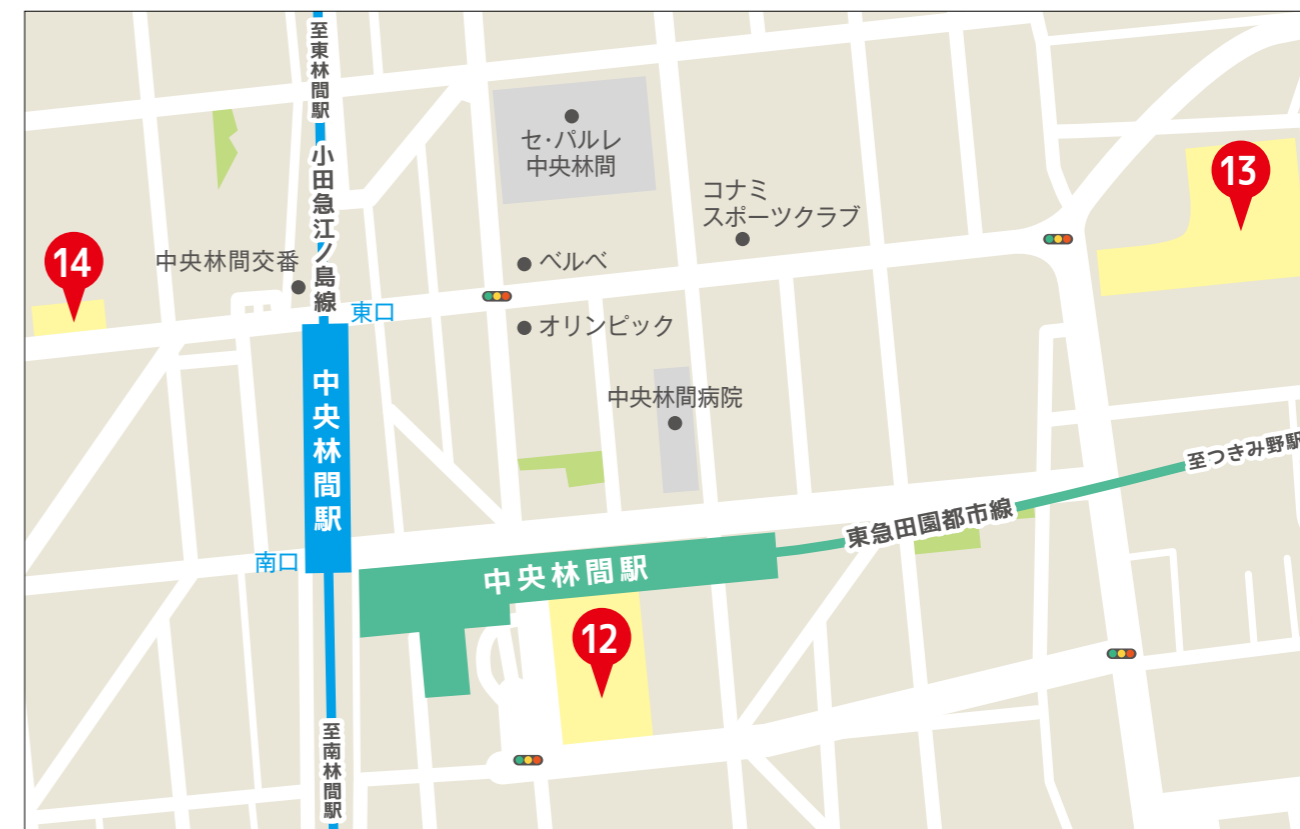 至東林間駅
小田急江ノ島線
セ・パルレ
中央林間
コナミ
スポーツクラブ
13
14
中央林間交番
ベルベ
東口
オリンピック
中央林間駅
中央林間病院
至つきみ野駅
東急田園都市線
南口
中央林間駅
12
至南林間駅